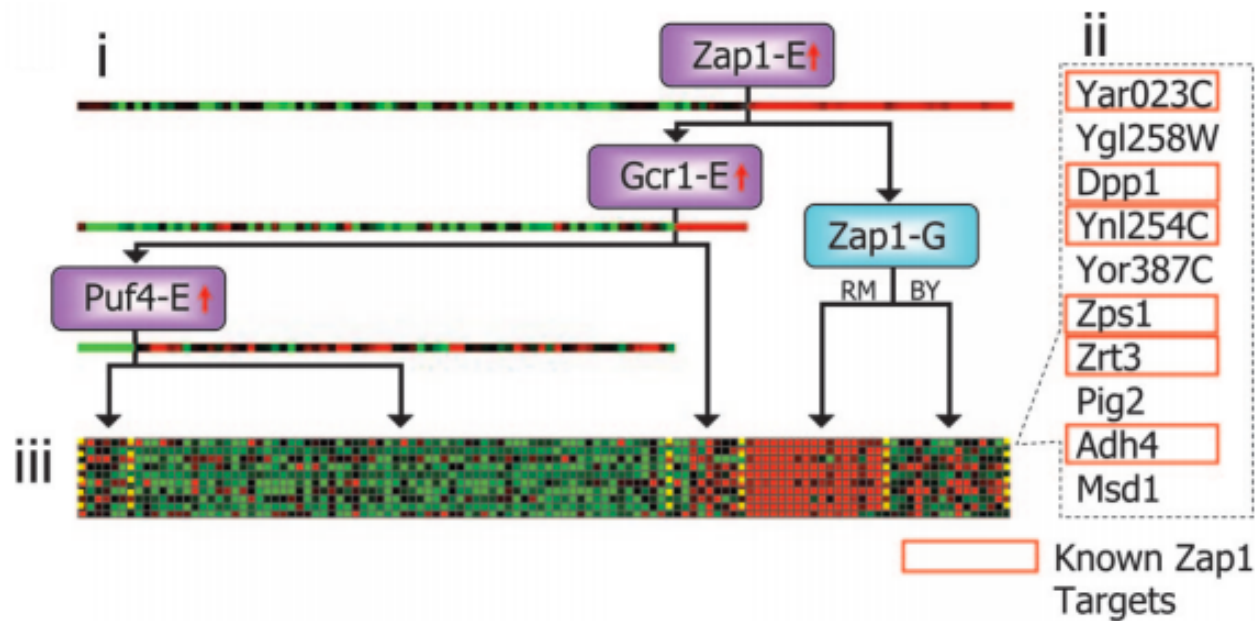 i
ii
Zap1-E
Yar023C
Ygl258W
Gcr1-E
Dpp1
Zap1-G
Ynl254C
Yor387C
Puf4-E
RM
BY
Zps1
Zrt3
Pig2
iii
Adh4
Msd1
Known Zap1
Targets